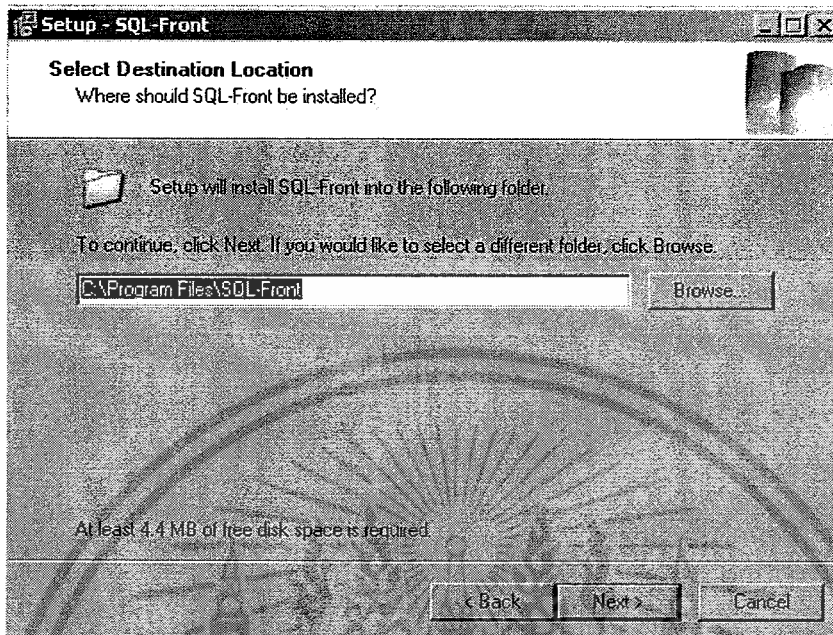 Setup - SQL-Front
Select Destination Location
Where should SQL-Front be installed?
Setup will install SQL-Front into the following folder.
To continue, click Next. If you would like to select a different folder, click Browse.
C:\Program Files\SQL-Front
Browse...
At least 4.4 MB of free disk space is required.
< Back
Next >
Cancel